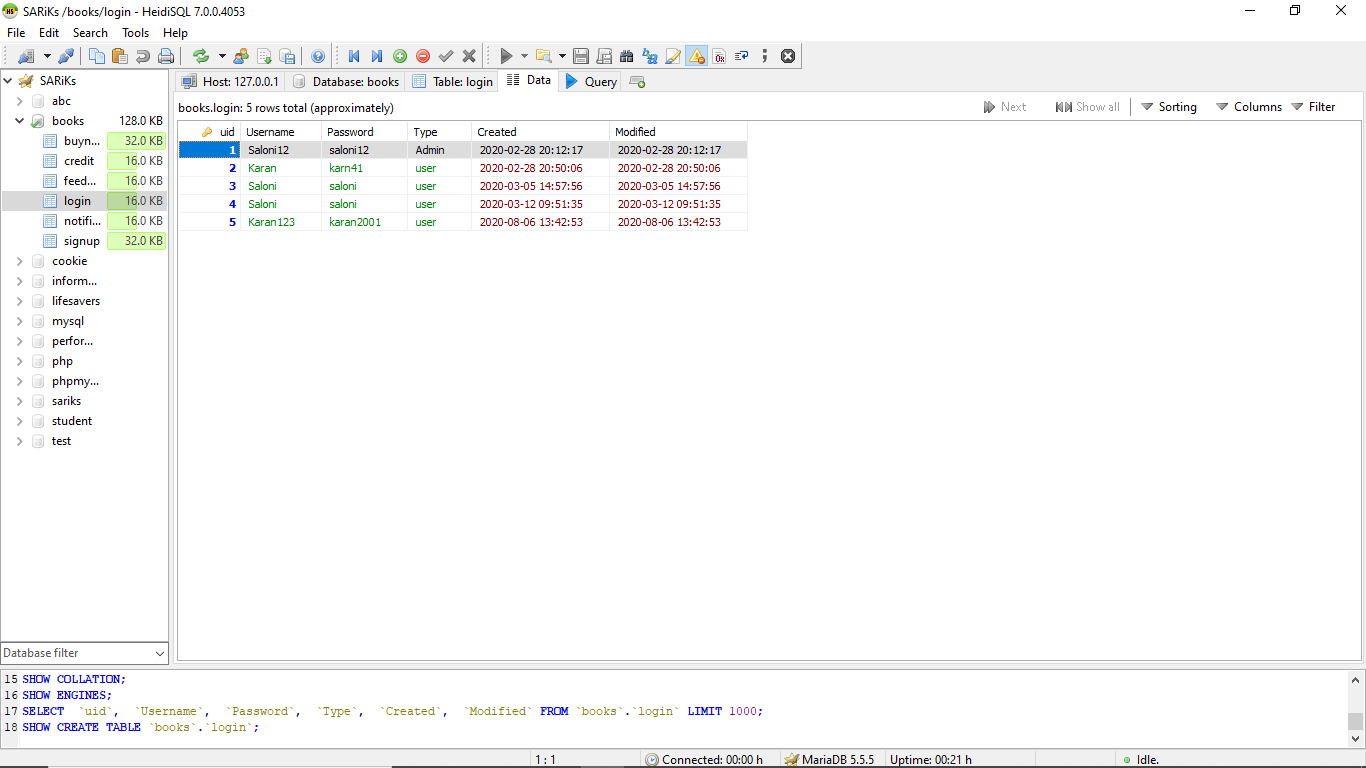 SARiKs /books/login - HeidiSQL 7.0.0.4053
File Edit Search Tools Help
SARiKs
abc
books 128.0 KB
buyn... 32.0 KB
credit 16.0 KB
feed... 16.0 KB
login 16.0 KB
notifi... 16.0 KB
signup 32.0 KB
cookie
inform...
lifesavers
mysql
perfor...
php
phpmy...
sariks
student
test
Database filter
Host: 127.0.0.1 Database: books Table: login Data Query
books.login: 5 rows total (approximately) Next Show all Sorting Columns Filter
uid Username Password Type Created Modified
1 Saloni12 saloni12 Admin 2020-02-28 20:12:17 2020-02-28 20:12:17
2 Karan karn41 user 2020-02-28 20:50:06 2020-02-28 20:50:06
3 Saloni saloni user 2020-03-05 14:57:56 2020-03-05 14:57:56
4 Saloni saloni user 2020-03-12 09:51:35 2020-03-12 09:51:35
5 Karan123 karan2001 user 2020-08-06 13:42:53 2020-08-06 13:42:53
15 SHOW COLLATION;
16 SHOW ENGINES;
17 SELECT `uid`, `Username`, `Password`, `Type`, `Created`, `Modified` FROM `books`.`login` LIMIT 1000;
18 SHOW CREATE TABLE `books`.`login`;
1 : 1 Connected: 00:00 h MariaDB 5.5.5 Uptime: 00:21 h Idle.